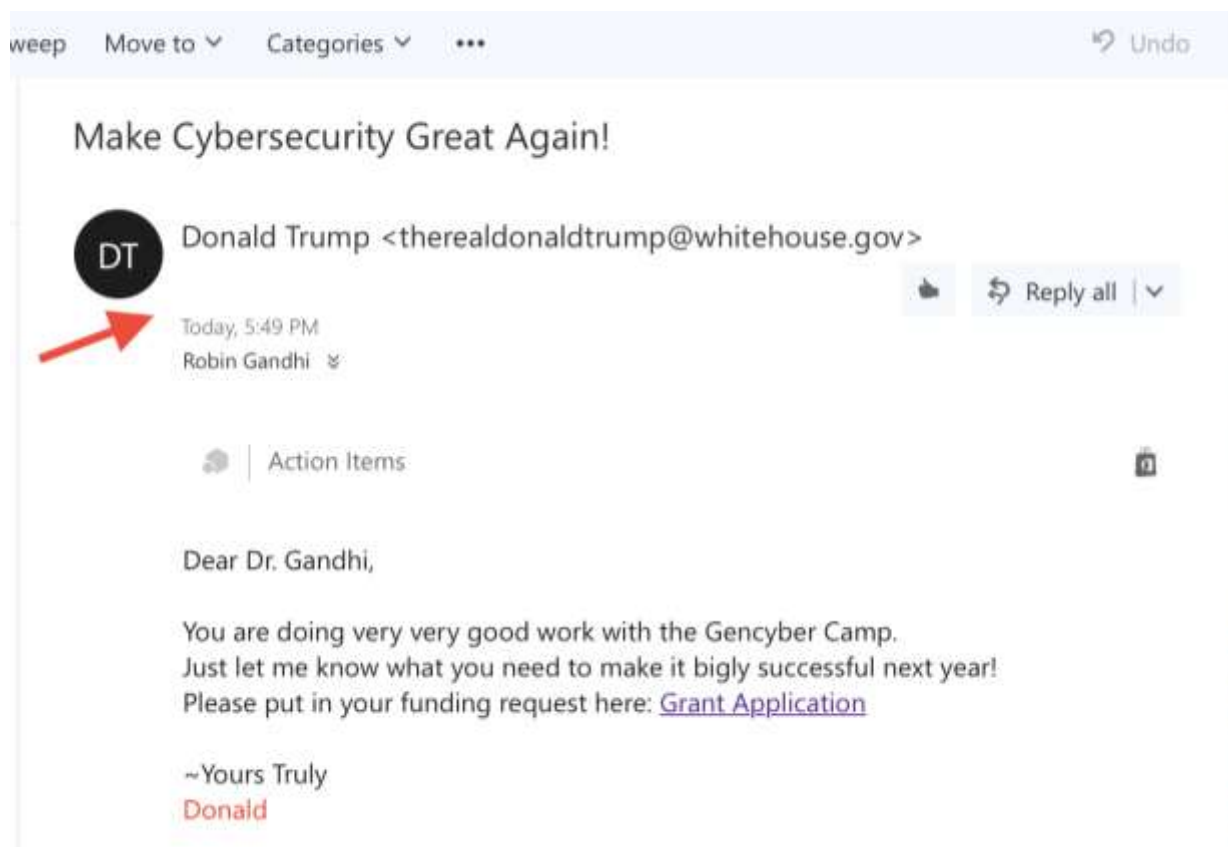 weep Move to Categories ••• Undo
Make Cybersecurity Great Again!
DT
Donald Trump <therealdonaldtrump@whitehouse.gov>
Reply all
Today, 5:49 PM
Robin Gandhi
Action Items
Dear Dr. Gandhi,
You are doing very very good work with the Gencyber Camp.
Just let me know what you need to make it bigly successful next year!
Please put in your funding request here: Grant Application
~Yours Truly
Donald